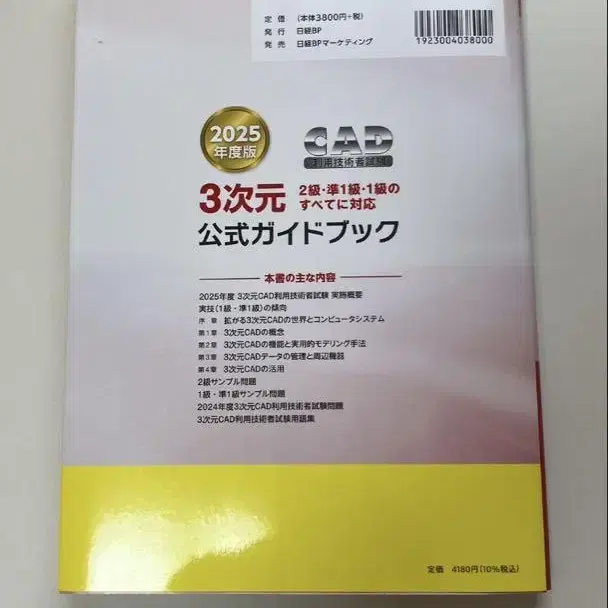 定 価 (本体3800円+税)
発 行 日経BP
発 売 日経BPマーケティング
1923004038000
2025
年度版
CAD
利用技術者試験
3次元 2級・準1級・1級の
すべてに対応
公式ガイドブック
本書の主な内容
2025年度 3次元CAD利用技術者試験 実施概要
実技(1級・準1級)の傾向
序 章 拡がる3次元CADの世界とコンピュータシステム
第1章 3次元CADの概念
第2章 3次元CADの機能と実用的モデリング手法
第3章 3次元CADデータの管理と周辺機器
第4章 3次元CADの活用
2級サンプル問題
1級・準1級サンプル問題
2024年度3次元CAD利用技術者試験問題
3次元CAD利用技術者試験用語集
定価 4180円(10%税込)